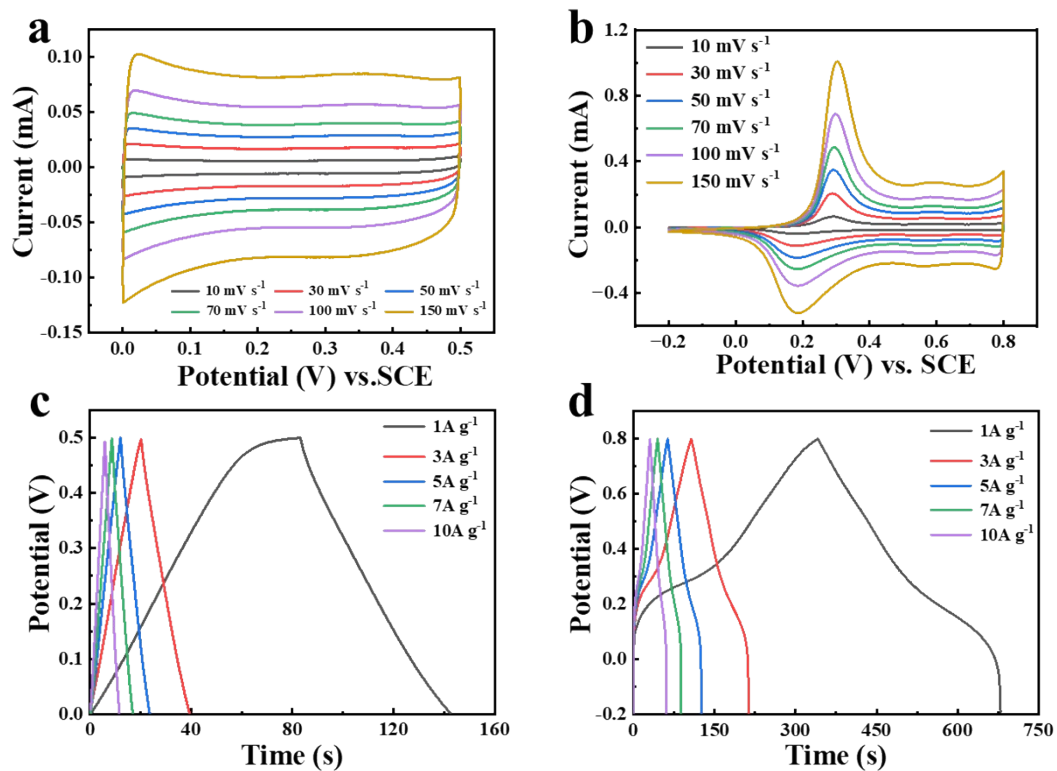 a
0.10
0.05
0.00
-0.05
-0.10
-0.15
Current (mA)
10 mV s⁻¹ 30 mV s⁻¹ 50 mV s⁻¹
70 mV s⁻¹ 100 mV s⁻¹ 150 mV s⁻¹
0.0 0.1 0.2 0.3 0.4 0.5
Potential (V) vs.SCE
b
1.2
0.8
0.4
0.0
−0.4
Current (mA)
10 mV s⁻¹
30 mV s⁻¹
50 mV s⁻¹
70 mV s⁻¹
100 mV s⁻¹
150 mV s⁻¹
−0.2 0.0 0.2 0.4 0.6 0.8
Potential (V) vs. SCE
c
0.5
0.4
0.3
0.2
0.1
0.0
Potential (V)
1A g⁻¹
3A g⁻¹
5A g⁻¹
7A g⁻¹
10A g⁻¹
0 40 80 120 160
Time (s)
d
0.8
0.6
0.4
0.2
0.0
-0.2
Potential (V)
1A g⁻¹
3A g⁻¹
5A g⁻¹
7A g⁻¹
10A g⁻¹
0 150 300 450 600 750
Time (s)